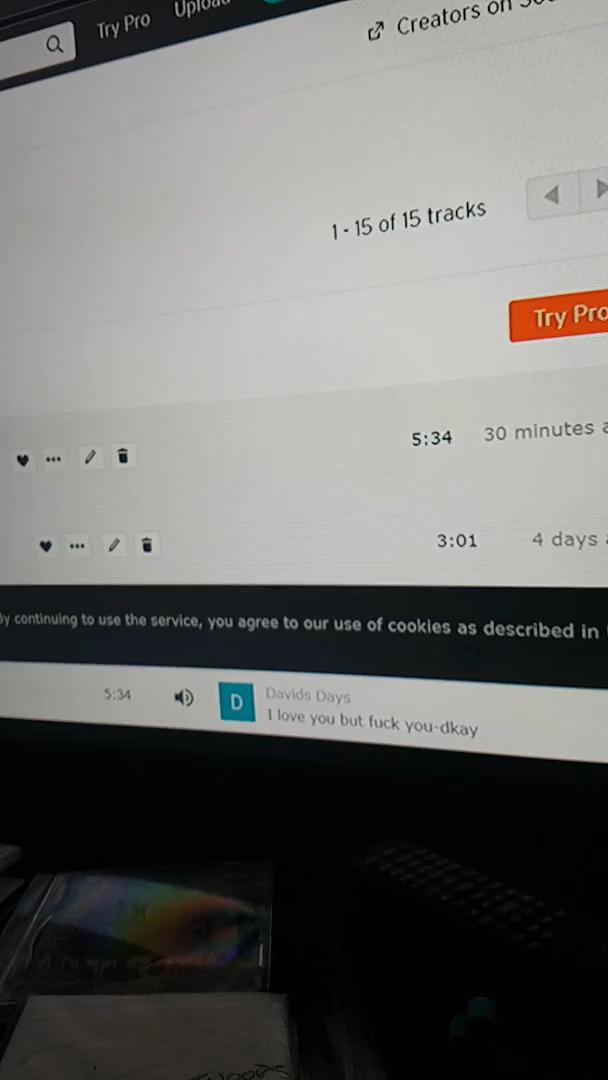 Try Pro
Upload
Creators on
1 - 15 of 15 tracks
Try Pro
5:34 30 minutes a
3:01 4 days a
By continuing to use the service, you agree to our use of cookies as described in
5:34
D
Davids Days
I love you but fuck you-dkay